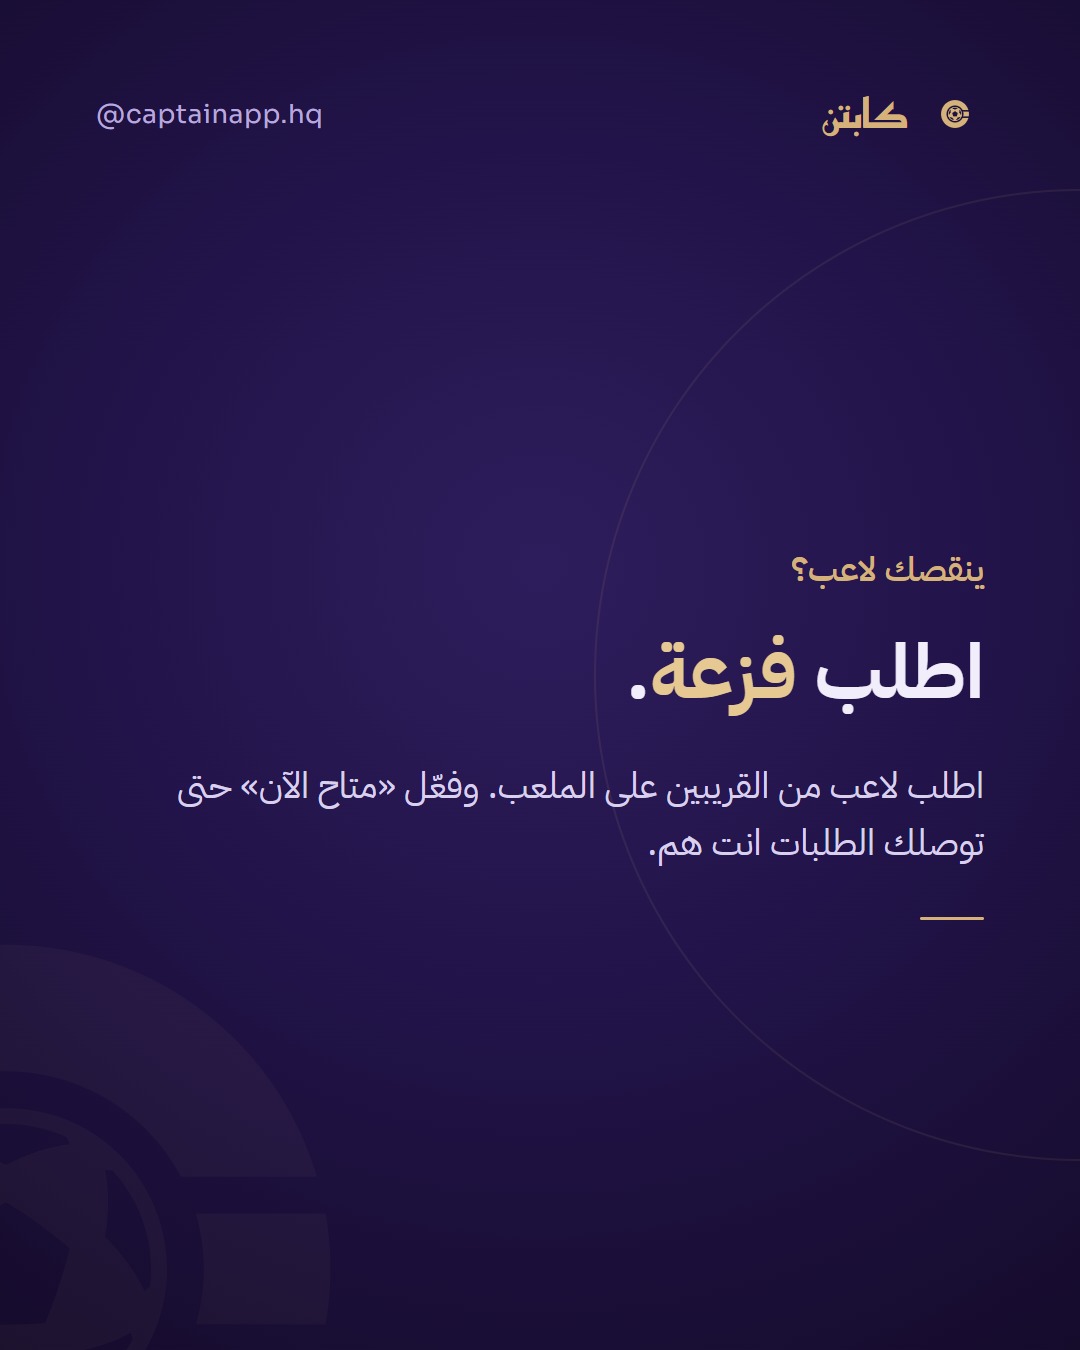 كابتن
@captainapp.hq
ينقصك لاعب؟
اطلب فزعة.
اطلب لاعب من القريبين على الملعب. وفعّل «متاح الآن» حتى
توصلك الطلبات انت هم.